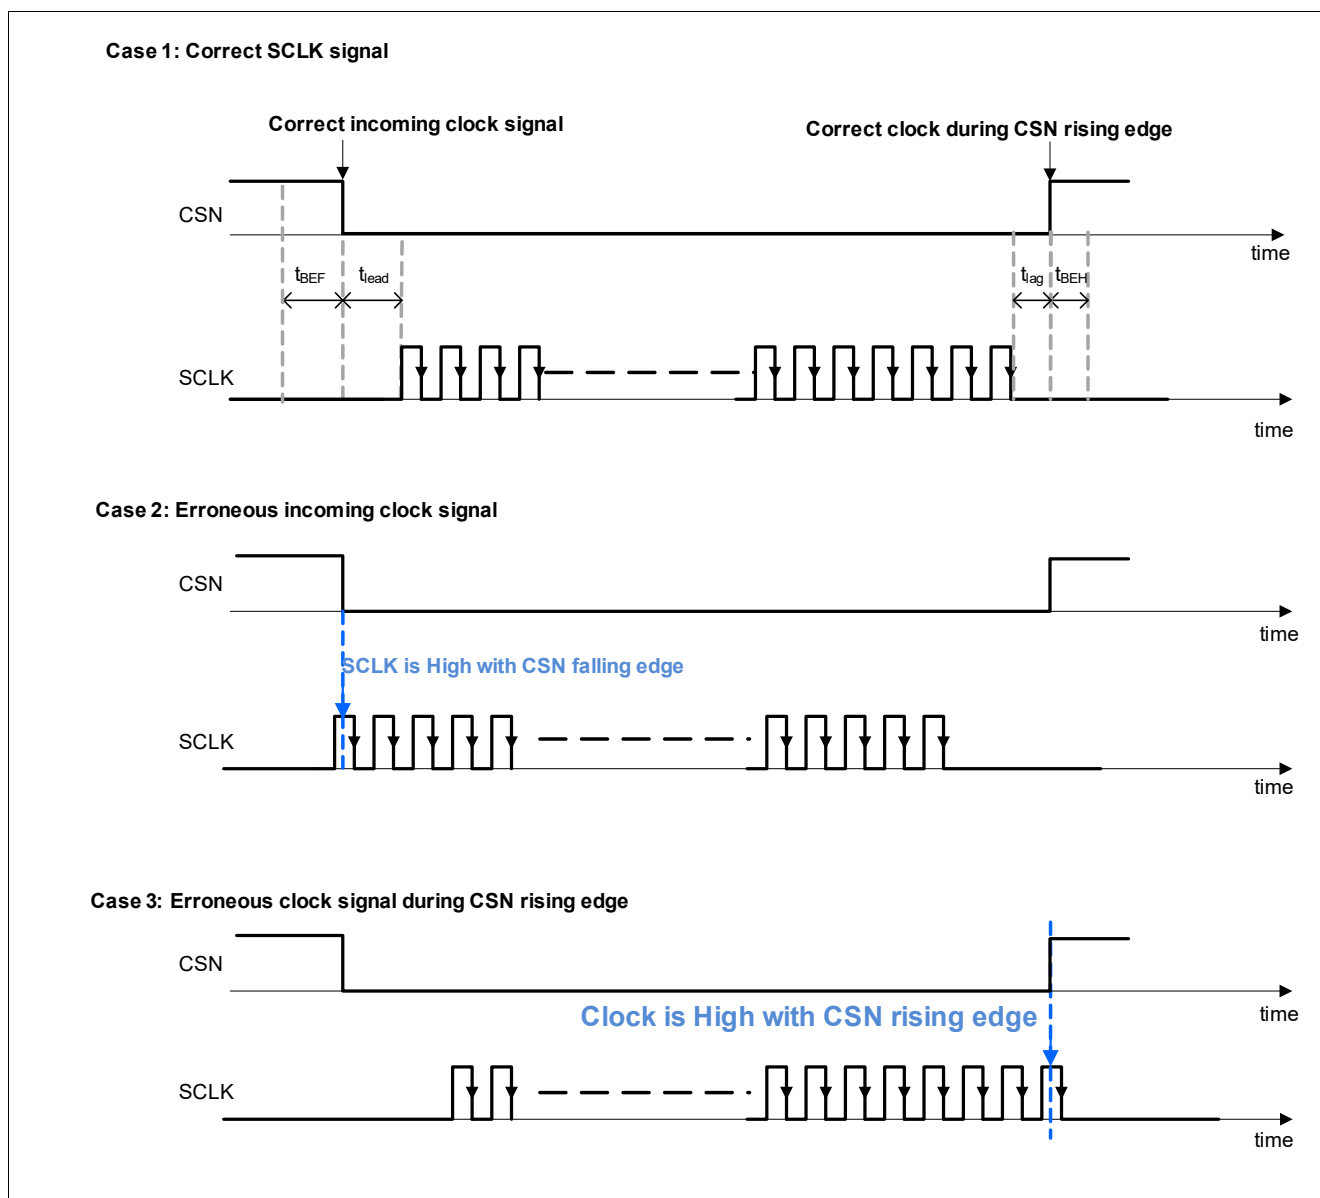 Case 1: Correct SCLK signal
Correct incoming clock signal
Correct clock during CSN rising edge
CSN
time
tBEF
tlead
tlag
tBEH
SCLK
time
Case 2: Erroneous incoming clock signal
CSN
time
SCLK is High with CSN falling edge
SCLK
time
Case 3: Erroneous clock signal during CSN rising edge
CSN
time
Clock is High with CSN rising edge
SCLK
time